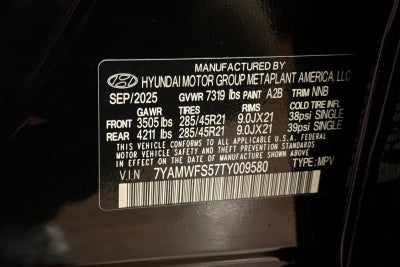 HYUNDAI MOTOR GROUP METAPLANT AMERICA, LLC
SEP/2025 GVWR 7319 lbs PAINT A2B TRIM NNB
GAWR TIRES RIMS COLD TIRE INFL
FRONT 3505 lbs 285/45R21 9.0JX21 38psi SINGLE
REAR 4211 lbs 285/45R21 9.0JX21 39psi SINGLE
THIS VEHICLE CONFORMS TO ALL APPLICABLE U.S.A. FEDERAL
MOTOR VEHICLE SAFETY AND THEFT PREVENTION STANDARDS
IN EFFECT ON THE DATE OF MANUFACTURE SHOWN ABOVE.
V.I.N 7YAMWFS57TY009580 TYPE: MPV